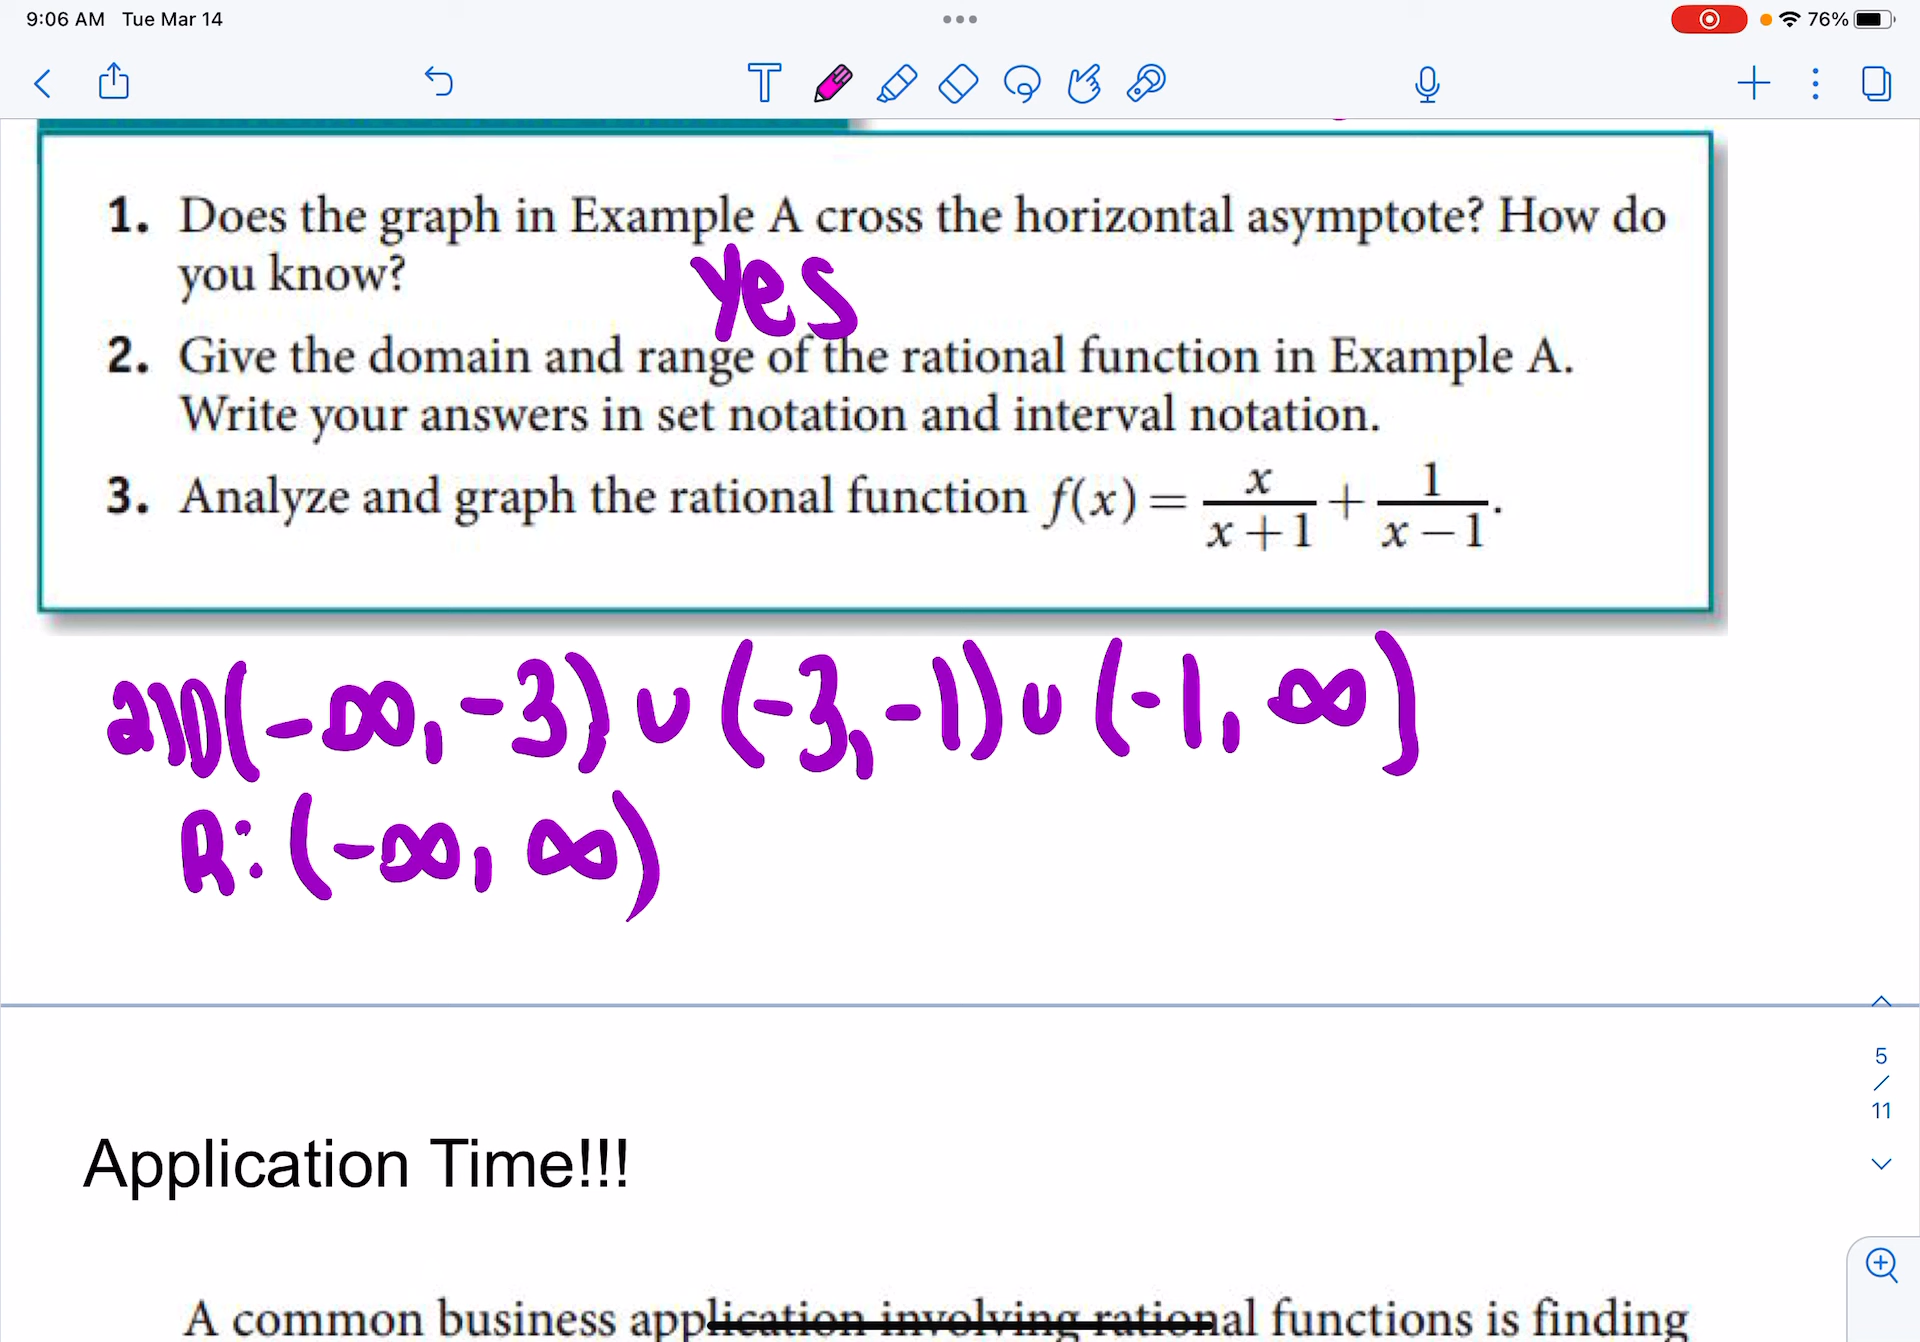 9:06 AM Tue Mar 14
76%
1. Does the graph in Example A cross the horizontal asymptote? How do
you know?
yes
2. Give the domain and range of the rational function in Example A.
Write your answers in set notation and interval notation.
3. Analyze and graph the rational function f(x) = x/(x + 1) + 1/(x − 1).
2) D (-∞, -3) ∪ (-3, -1) ∪ (-1, ∞)
R: (-∞, ∞)
5
/
11
Application Time!!!
A common business application involving rational functions is finding